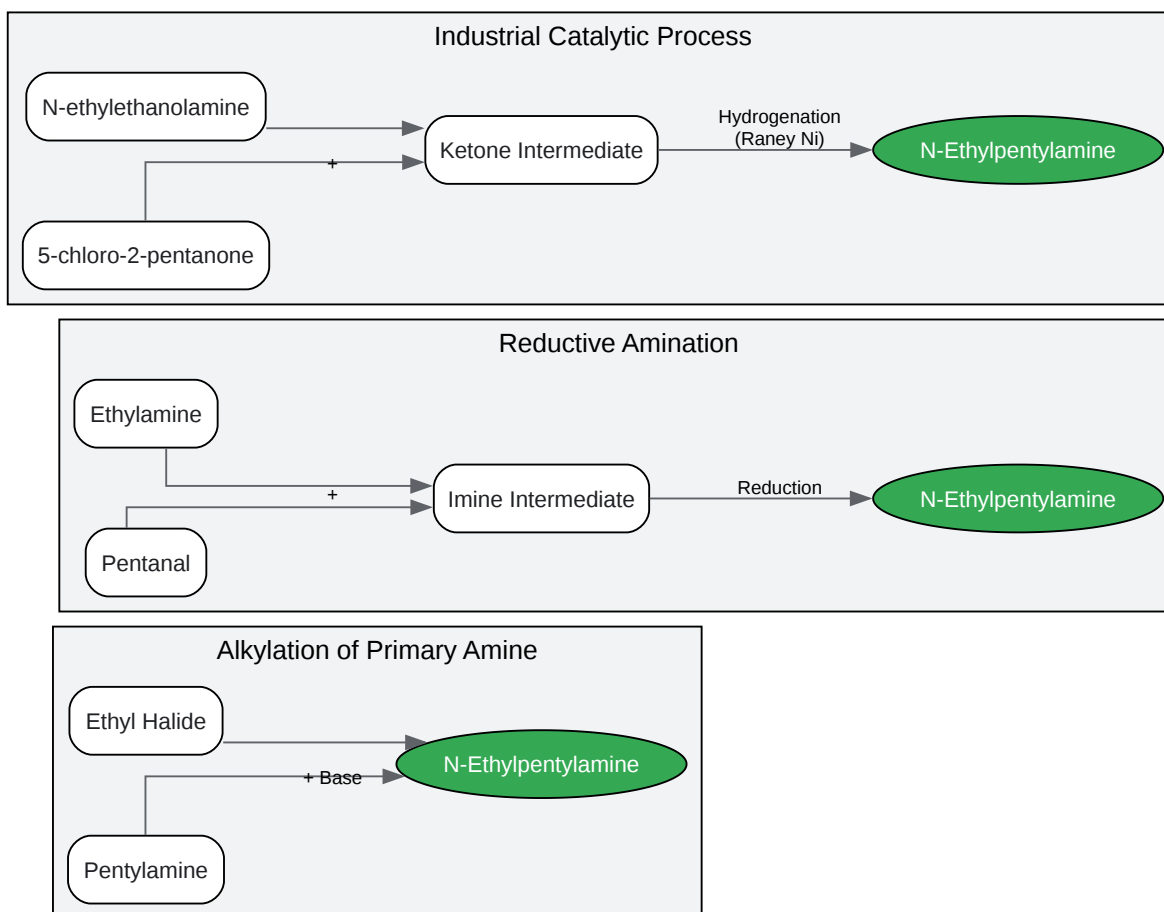 Industrial Catalytic Process
N-ethylethanolamine
+
5-chloro-2-pentanone
Ketone Intermediate
Hydrogenation
(Raney Ni)
N-Ethylpentylamine
Reductive Amination
Ethylamine
+
Pentanal
Imine Intermediate
Reduction
N-Ethylpentylamine
Alkylation of Primary Amine
Ethyl Halide
+ Base
Pentylamine
N-Ethylpentylamine